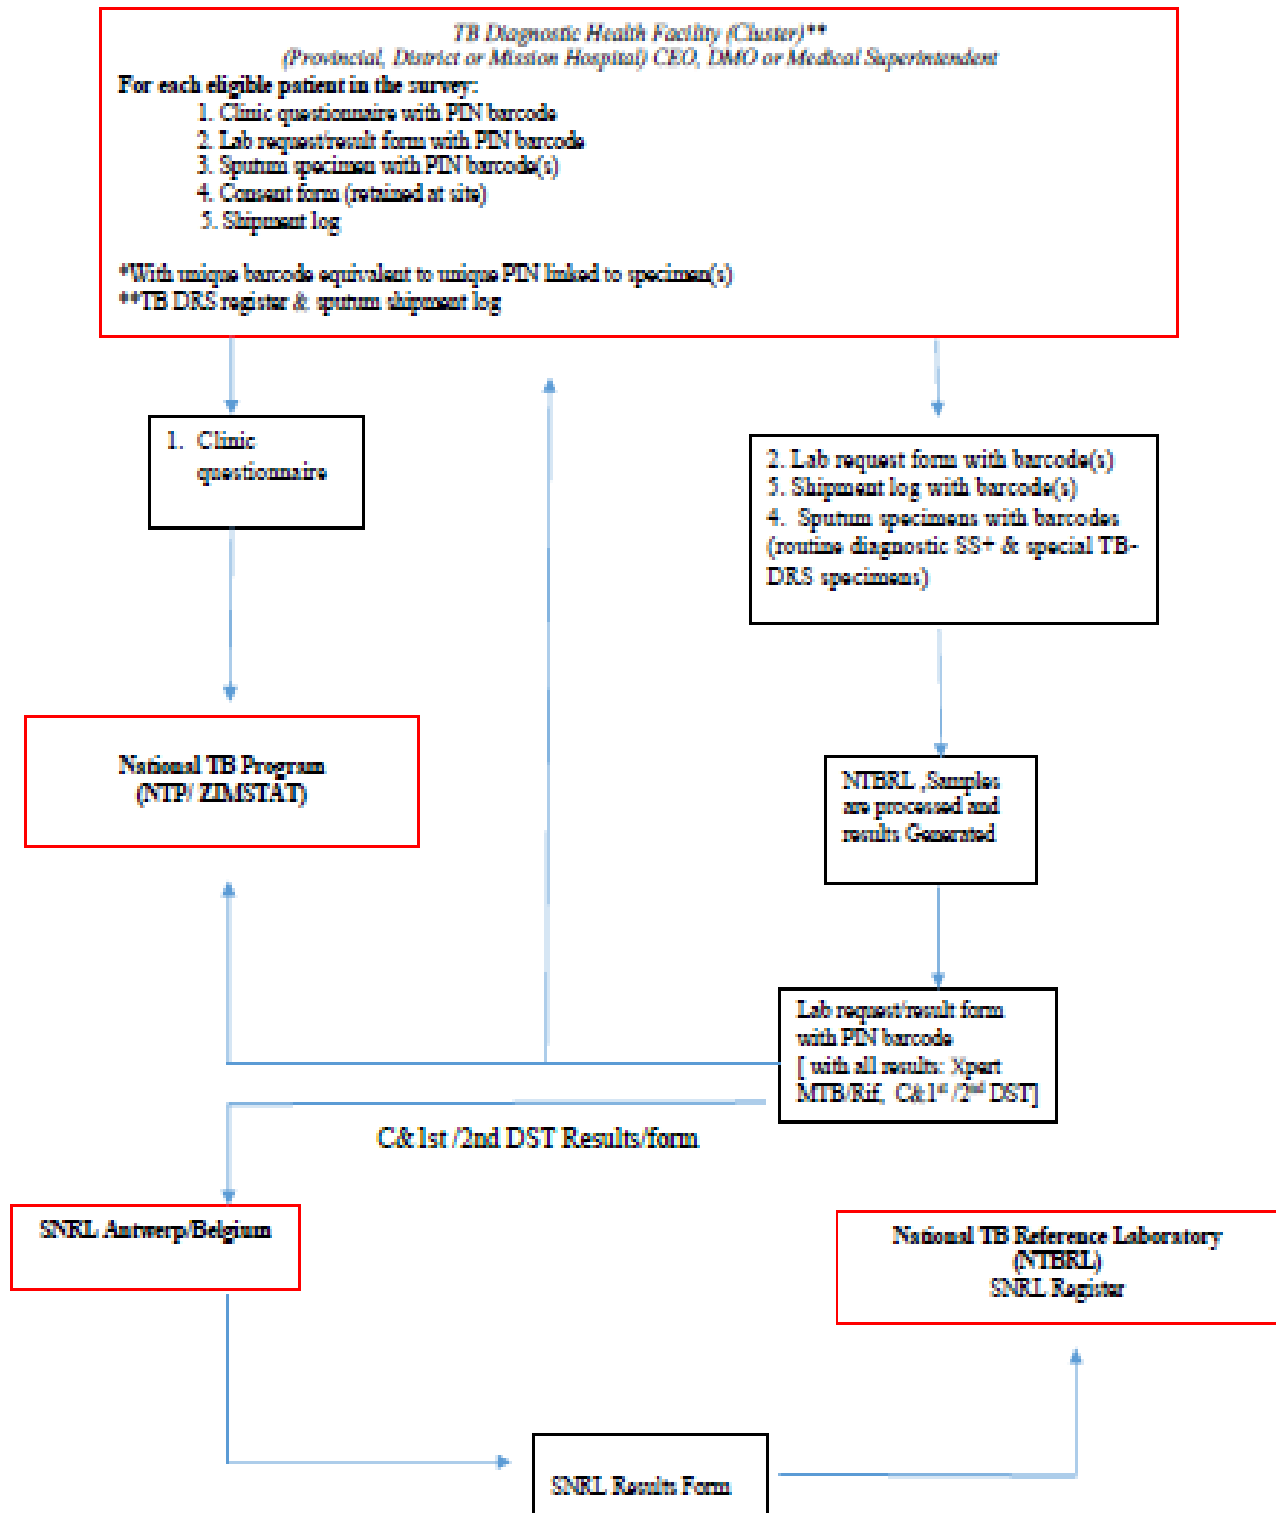 TB Diagnostic Health Facility (Cluster)**
(Provincial, District or Mission Hospital) CEO, DMO or Medical Superintendent
For each eligible patient in the survey:
1. Clinic questionnaire with PIN barcode
2. Lab request/result form with PIN barcode
3. Sputum specimen with PIN barcode(s)
4. Consent form (retained at site)
5. Shipment log
*With unique barcode equivalent to unique PIN linked to specimen(s)
**TB DRS register & sputum shipment log
1. Clinic
questionnaire
2. Lab request form with barcode(s)
5. Shipment log with barcode(s)
4. Sputum specimens with barcodes
(routine diagnostic SS+ & special TB-
DRS specimens)
National TB Program
(NTP/ ZIMSTAT)
NTBRL ,Samples
are processed and
results Generated
Lab request/result form
with PIN barcode
[ with all results: Xpert
MTB/Rif, C&1st /2nd DST]
C& 1st /2nd DST Results/form
SNRL Antwerp/Belgium
National TB Reference Laboratory
(NTBRL)
SNRL Register
SNRL Results Form